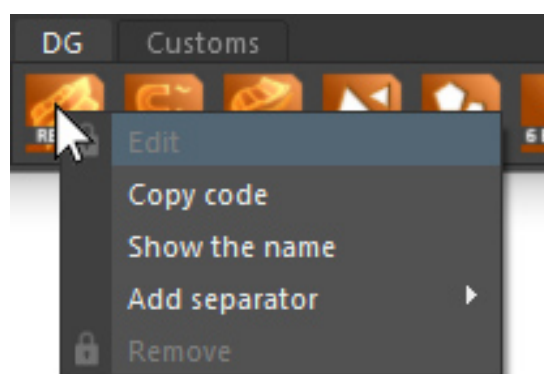 DG Customs
Edit
Copy code
Show the name
Add separator
Remove